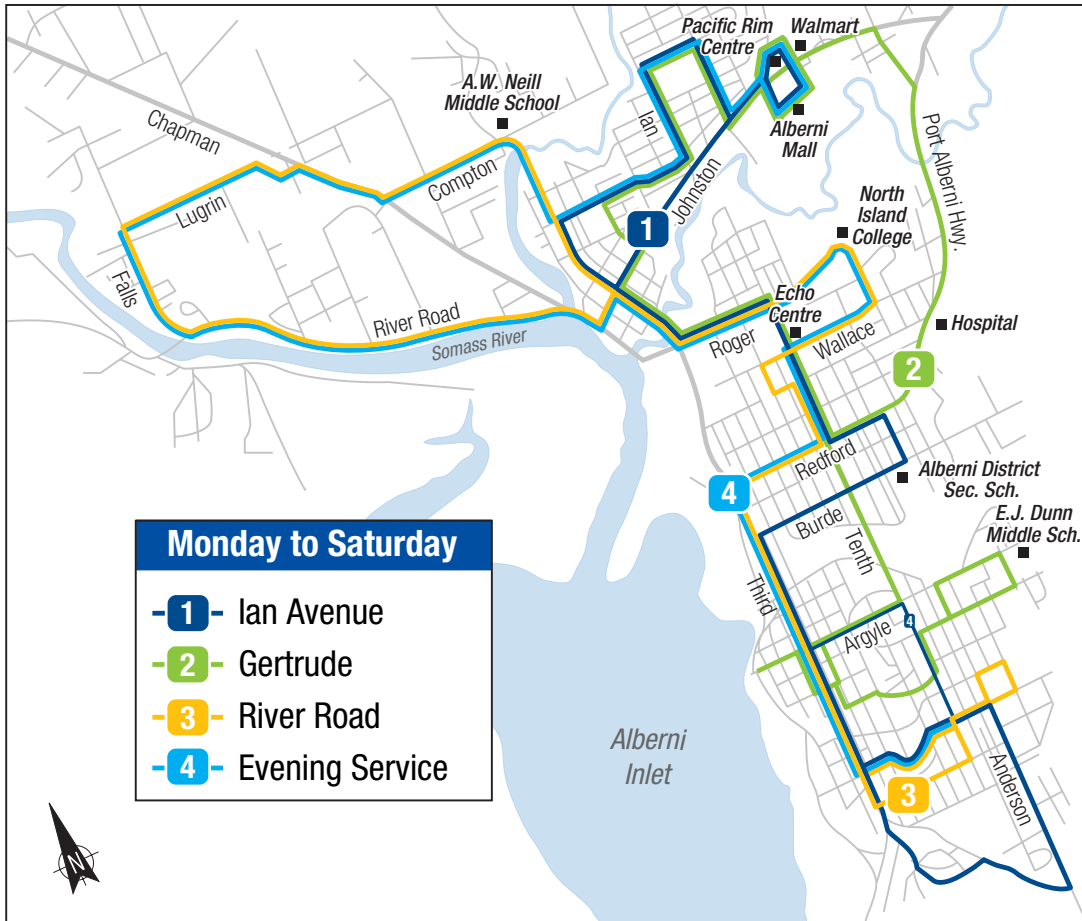 Pacific Rim
Centre
Walmart
A.W. Neill
Middle School
Chapman
Ian
Alberni
Mall
Compton
Johnston
Port Alberni Hwy.
Lugrin
1
North
Island
College
Falls
River Road
Somass River
Echo
Centre
Roger
Wallace
Hospital
2
Redford
4
Alberni District
Sec. Sch.
Burde
E.J. Dunn
Middle Sch.
Tenth
Third
Argyle
4
Monday to Saturday
1 Ian Avenue
2 Gertrude
3 River Road
4 Evening Service
Alberni
Inlet
Anderson
3
N